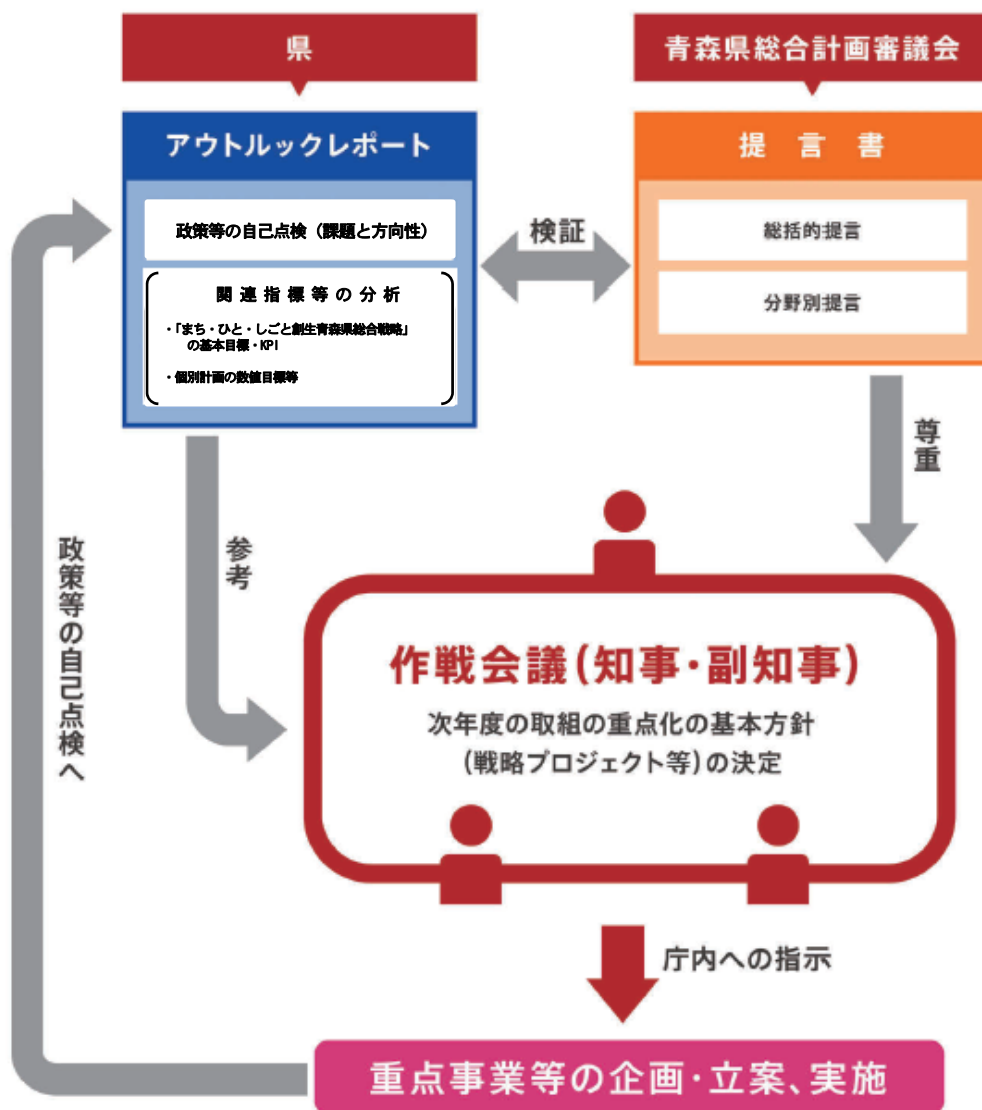 県
青森県総合計画審議会
アウトルックレポート
提言書
政策等の自己点検（課題と方向性）
関連指標等の分析
・「まち・ひと・しごと創生青森県総合戦略」
の基本目標・KPI
・個別計画の数値目標等
検証
総括的提言
分野別提言
尊重
参考
政策等の自己点検へ
作戦会議(知事・副知事)
次年度の取組の重点化の基本方針
(戦略プロジェクト等)の決定
庁内への指示
重点事業等の企画・立案、実施